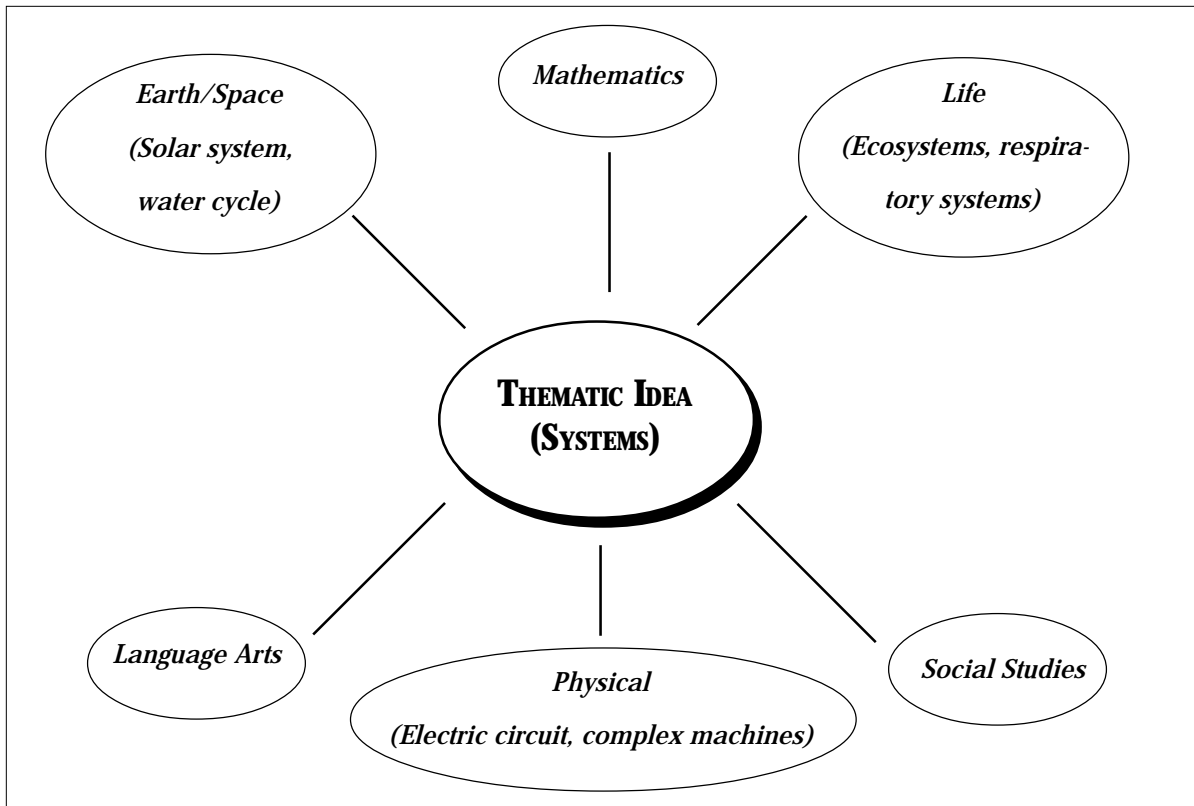 Earth/Space
(Solar system,
water cycle)
Mathematics
Life
(Ecosystems, respira-
tory systems)
THEMATIC IDEA
(SYSTEMS)
Language Arts
Physical
(Electric circuit, complex machines)
Social Studies